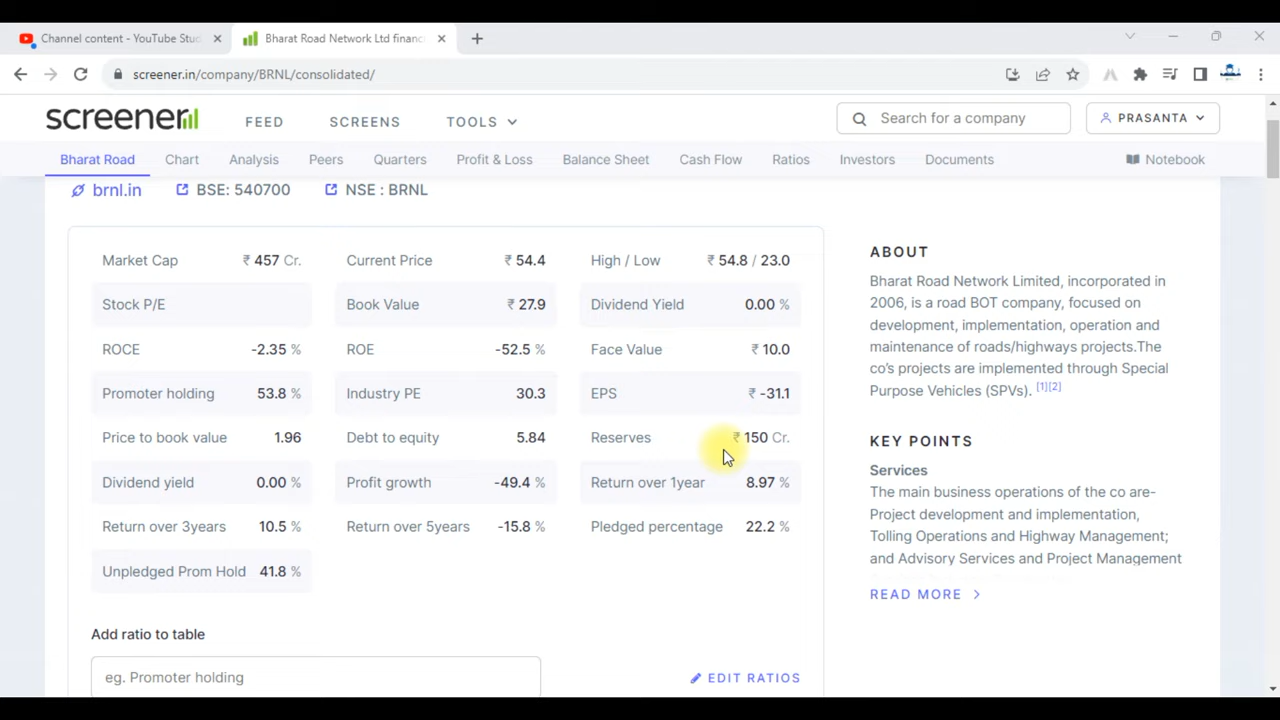 Channel content - YouTube Stud
Bharat Road Network Ltd financ
screener.in/company/BRNL/consolidated/
screener
FEED
SCREENS
TOOLS
Search for a company
PRASANTA
Bharat Road
Chart
Analysis
Peers
Quarters
Profit & Loss
Balance Sheet
Cash Flow
Ratios
Investors
Documents
Notebook
brnl.in
BSE: 540700
NSE : BRNL
Market Cap ₹ 457 Cr.
Current Price ₹ 54.4
High / Low ₹ 54.8 / 23.0
Stock P/E
Book Value ₹ 27.9
Dividend Yield 0.00 %
ROCE -2.35 %
ROE -52.5 %
Face Value ₹ 10.0
Promoter holding 53.8 %
Industry PE 30.3
EPS ₹ -31.1
Price to book value 1.96
Debt to equity 5.84
Reserves ₹ 150 Cr.
Dividend yield 0.00 %
Profit growth -49.4 %
Return over 1year 8.97 %
Return over 3years 10.5 %
Return over 5years -15.8 %
Pledged percentage 22.2 %
Unpledged Prom Hold 41.8 %
Add ratio to table
eg. Promoter holding
EDIT RATIOS
ABOUT
Bharat Road Network Limited, incorporated in
2006, is a road BOT company, focused on
development, implementation, operation and
maintenance of roads/highways projects.The
co's projects are implemented through Special
Purpose Vehicles (SPVs). [1][2]
KEY POINTS
Services
The main business operations of the co are-
Project development and implementation,
Tolling Operations and Highway Management;
and Advisory Services and Project Management
READ MORE